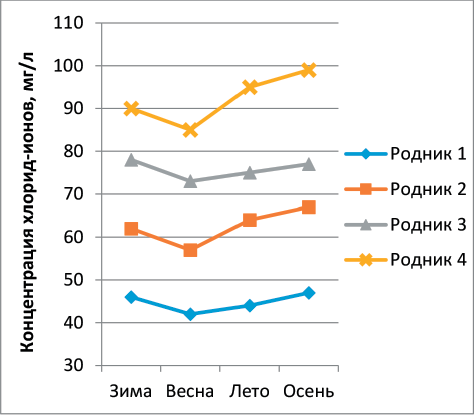 Концентрация хлорид-ионов, мг/л
110
100
90
80
70
60
50
40
30
Зима Весна Лето Осень
Родник 1
Родник 2
Родник 3
Родник 4